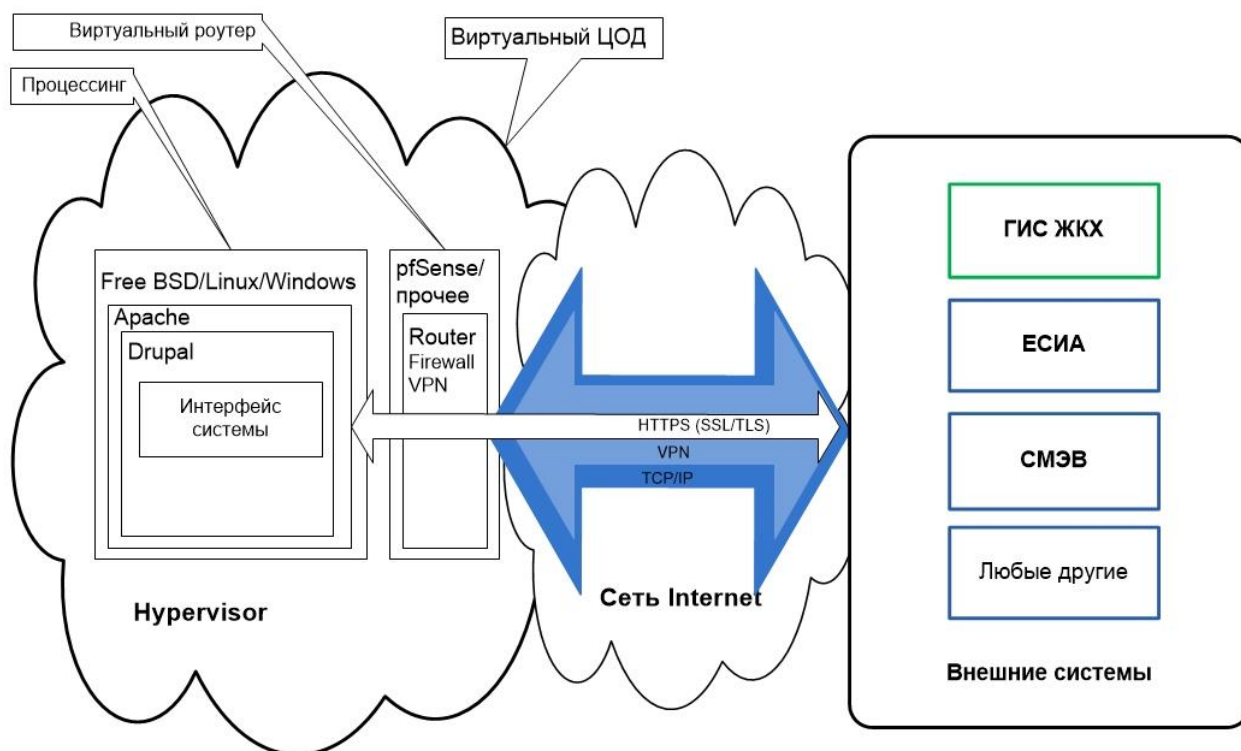 Виртуальный роутер
Виртуальный ЦОД
Процессинг
Free BSD/Linux/Windows
Apache
Drupal
Интерфейс
системы
pfSense/
прочее
Router
Firewall
VPN
HTTPS (SSL/TLS)
VPN
TCP/IP
Hypervisor
Сеть Internet
ГИС ЖКХ
ЕСИА
СМЭВ
Любые другие
Внешние системы